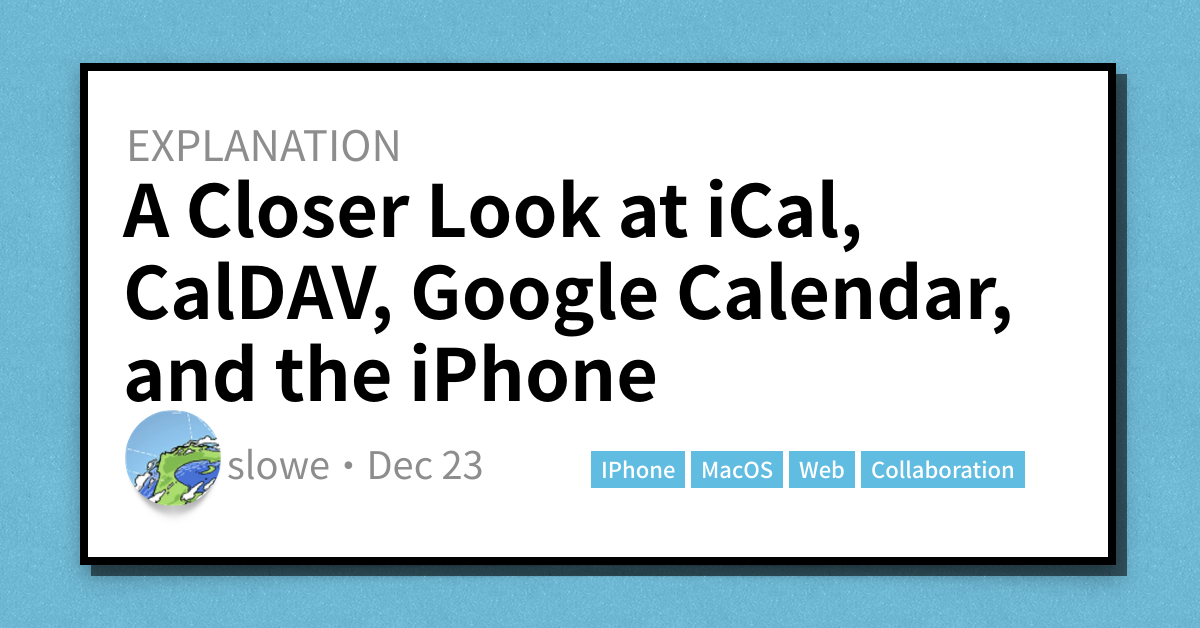 EXPLANATION
A Closer Look at iCal,
CalDAV, Google Calendar,
and the iPhone
slowe • Dec 23
IPhone MacOS Web Collaboration